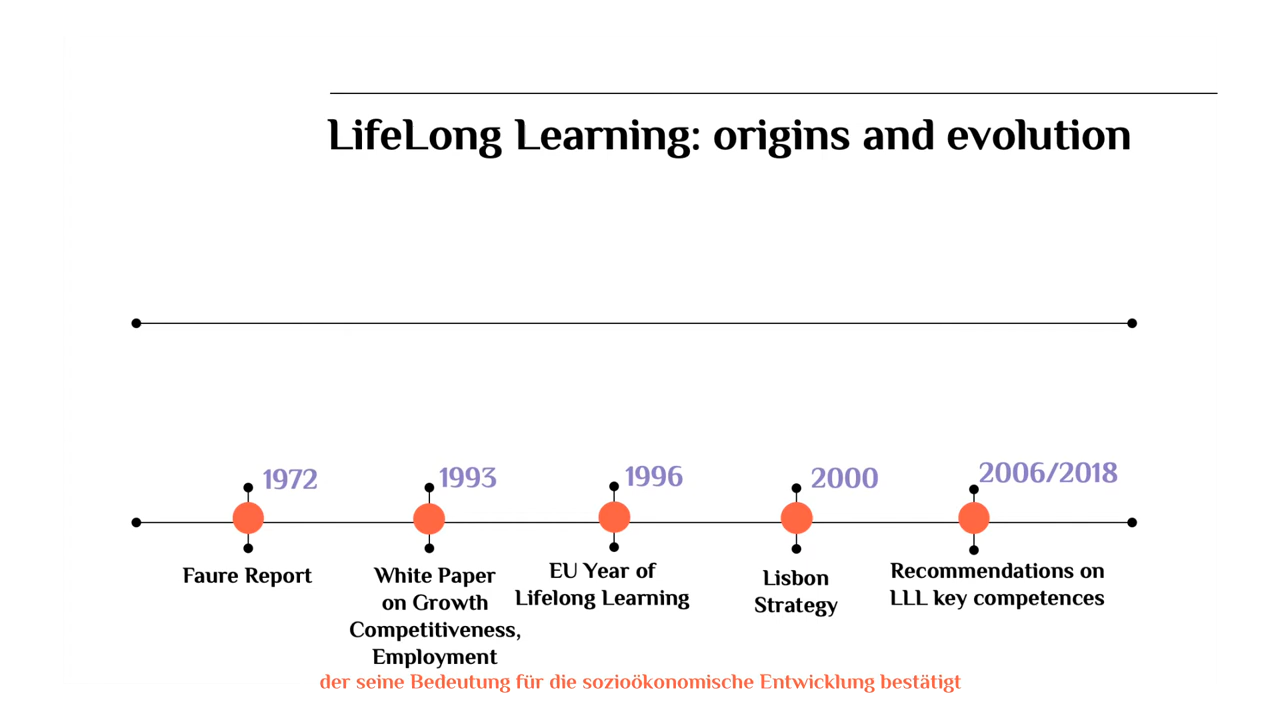 LifeLong Learning: origins and evolution
1972
1993
1996
2000
2006/2018
Faure Report
White Paper
on Growth
Competitiveness,
Employment
EU Year of
Lifelong Learning
Lisbon
Strategy
Recommendations on
LLL key competences
der seine Bedeutung für die sozioökonomische Entwicklung bestätigt